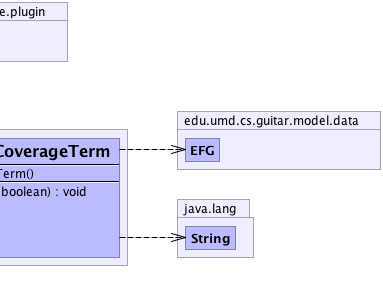 e.plugin
edu.umd.cs.guitar.model.data
CoverageTerm
EFG
Term()
boolean) : void
java.lang
String